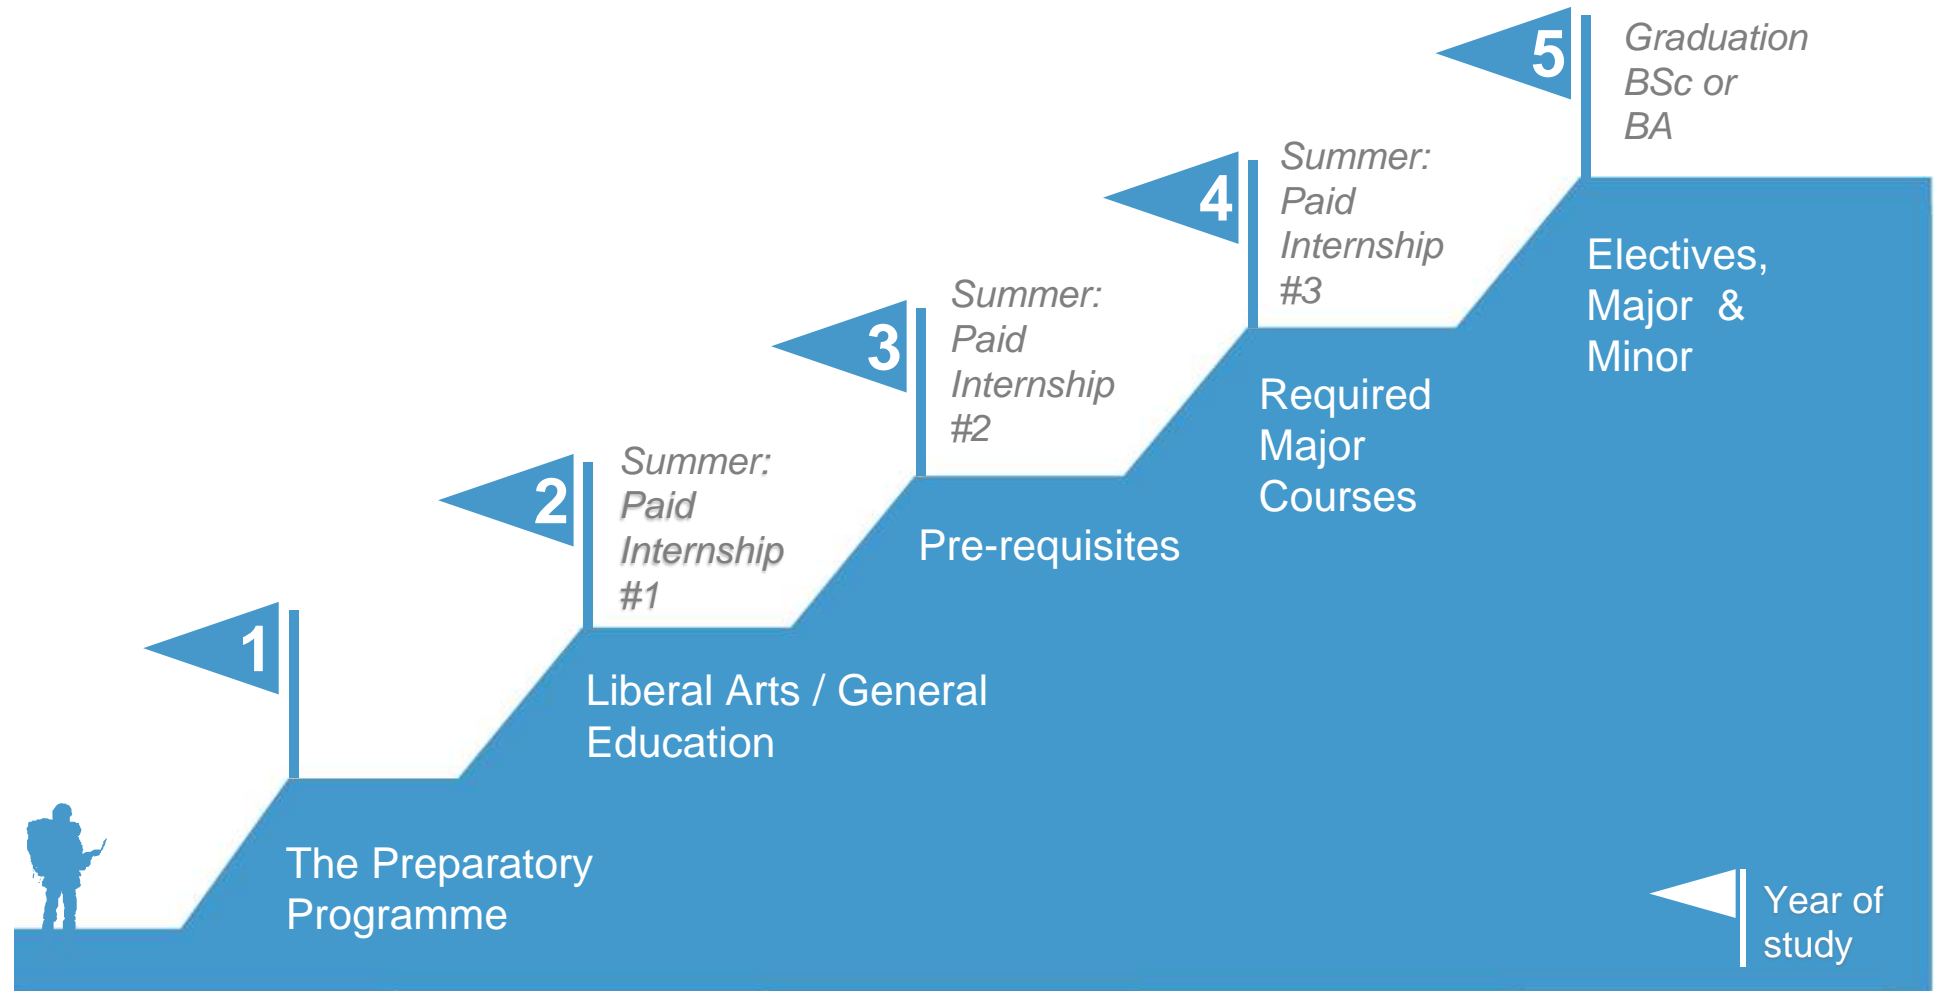 1
The Preparatory
Programme
2
Summer:
Paid
Internship
#1
Liberal Arts / General
Education
3
Summer:
Paid
Internship
#2
Pre-requisites
4
Summer:
Paid
Internship
#3
Required
Major
Courses
5
Graduation
BSc or
BA
Electives,
Major &
Minor
Year of
study